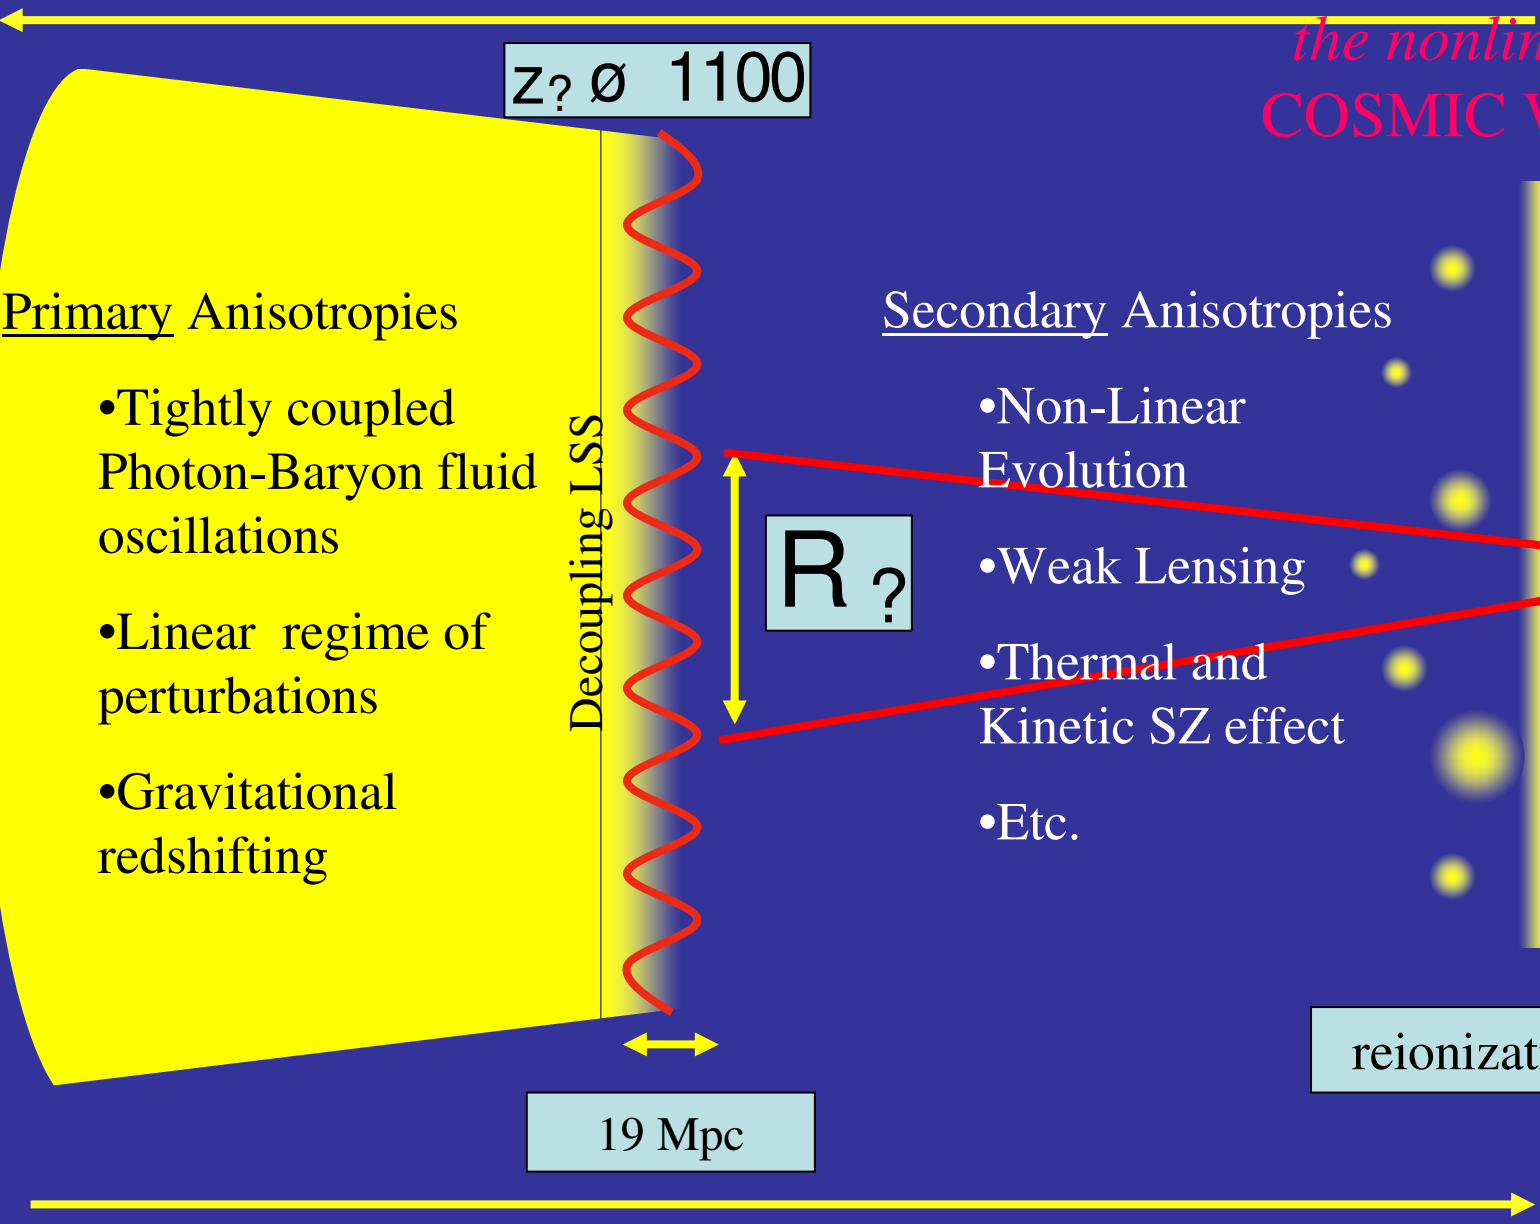 the nonlin
COSMIC
z? ø 1100
Primary Anisotropies
•Tightly coupled
Photon-Baryon fluid
oscillations
•Linear regime of
perturbations
•Gravitational
redshifting
Decoupling LSS
R ?
Secondary Anisotropies
•Non-Linear
Evolution
•Weak Lensing
•Thermal and
Kinetic SZ effect
•Etc.
reionizat
19 Mpc